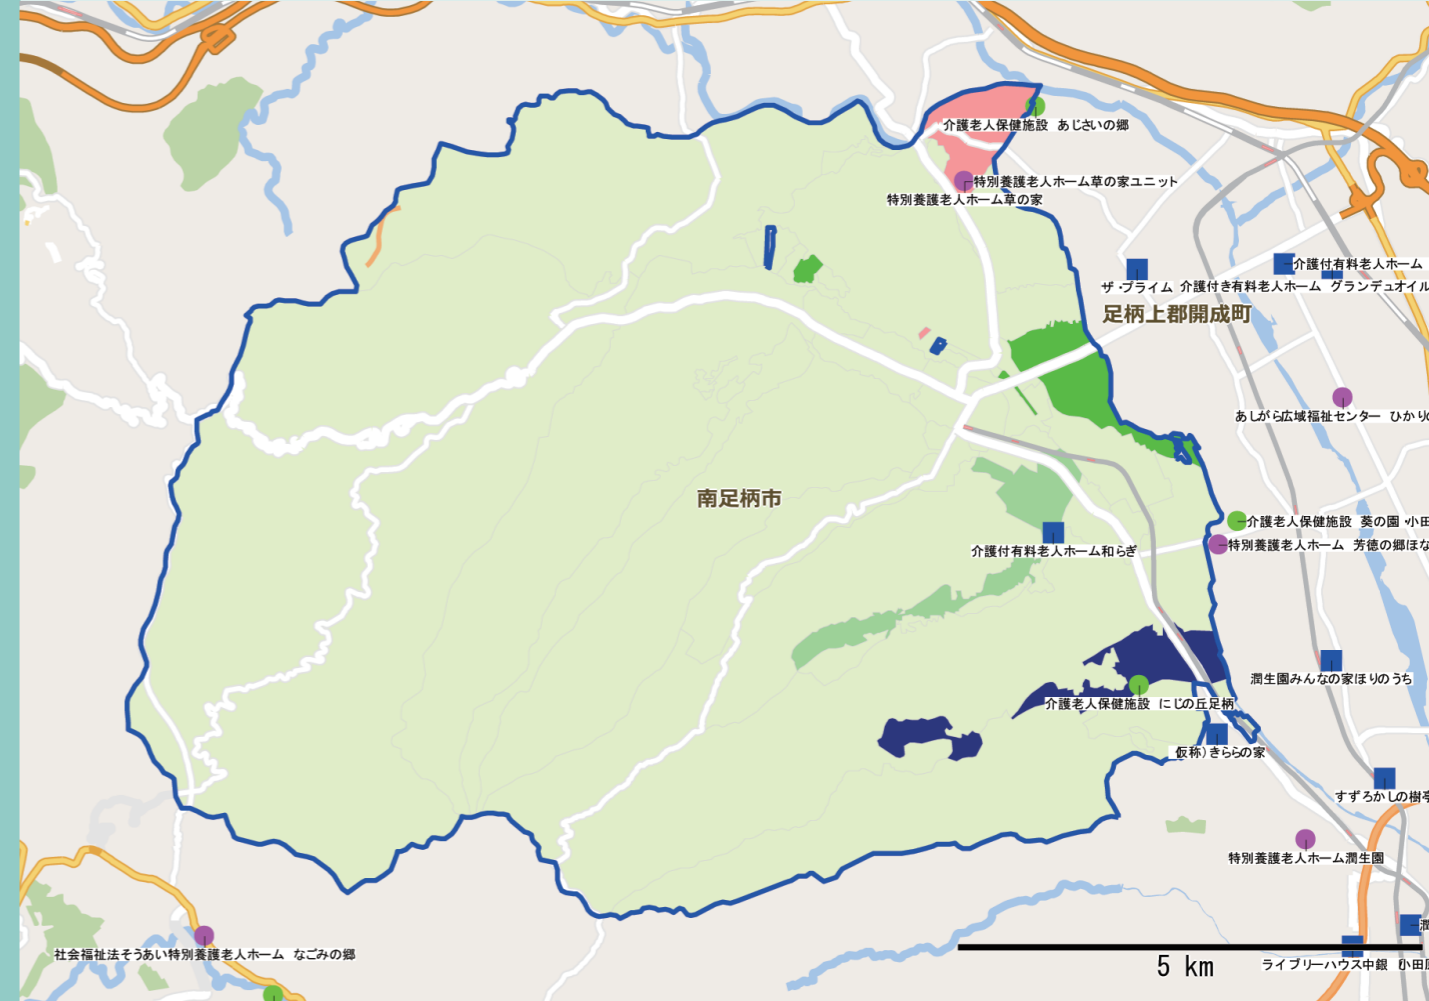 介護老人保健施設 あじさいの郷
特別養護老人ホーム草の家ユニット
特別養護老人ホーム草の家
介護付有料老人ホーム
ザ・プライム
介護付き有料老人ホーム グランデュオイル
足柄上郡開成町
あしがら広域福祉センター ひかりの
南足柄市
介護老人保健施設 葵の園・小田
介護付有料老人ホーム和らぎ
特別養護老人ホーム 芳徳の郷ほな
潤生園みんなの家ほりのうち
介護老人保健施設 にじの丘足柄
仮称)きららの家
すずろかしの樹亭
特別養護老人ホーム潤生園
社会福祉法そうあい特別養護老人ホーム なごみの郷
5 km
ライブリーハウス中銀 小田原